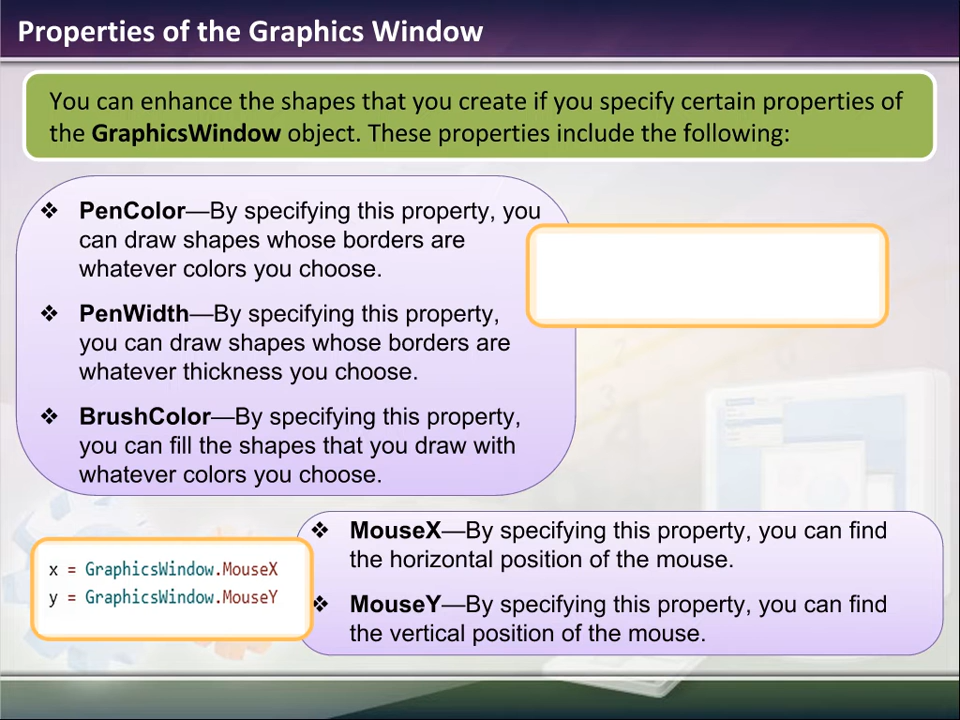 Properties of the Graphics Window
You can enhance the shapes that you create if you specify certain properties of
the GraphicsWindow object. These properties include the following:
❖ PenColor—By specifying this property, you
can draw shapes whose borders are
whatever colors you choose.
❖ PenWidth—By specifying this property,
you can draw shapes whose borders are
whatever thickness you choose.
❖ BrushColor—By specifying this property,
you can fill the shapes that you draw with
whatever colors you choose.
x = GraphicsWindow.MouseX
y = GraphicsWindow.MouseY
❖ MouseX—By specifying this property, you can find
the horizontal position of the mouse.
❖ MouseY—By specifying this property, you can find
the vertical position of the mouse.